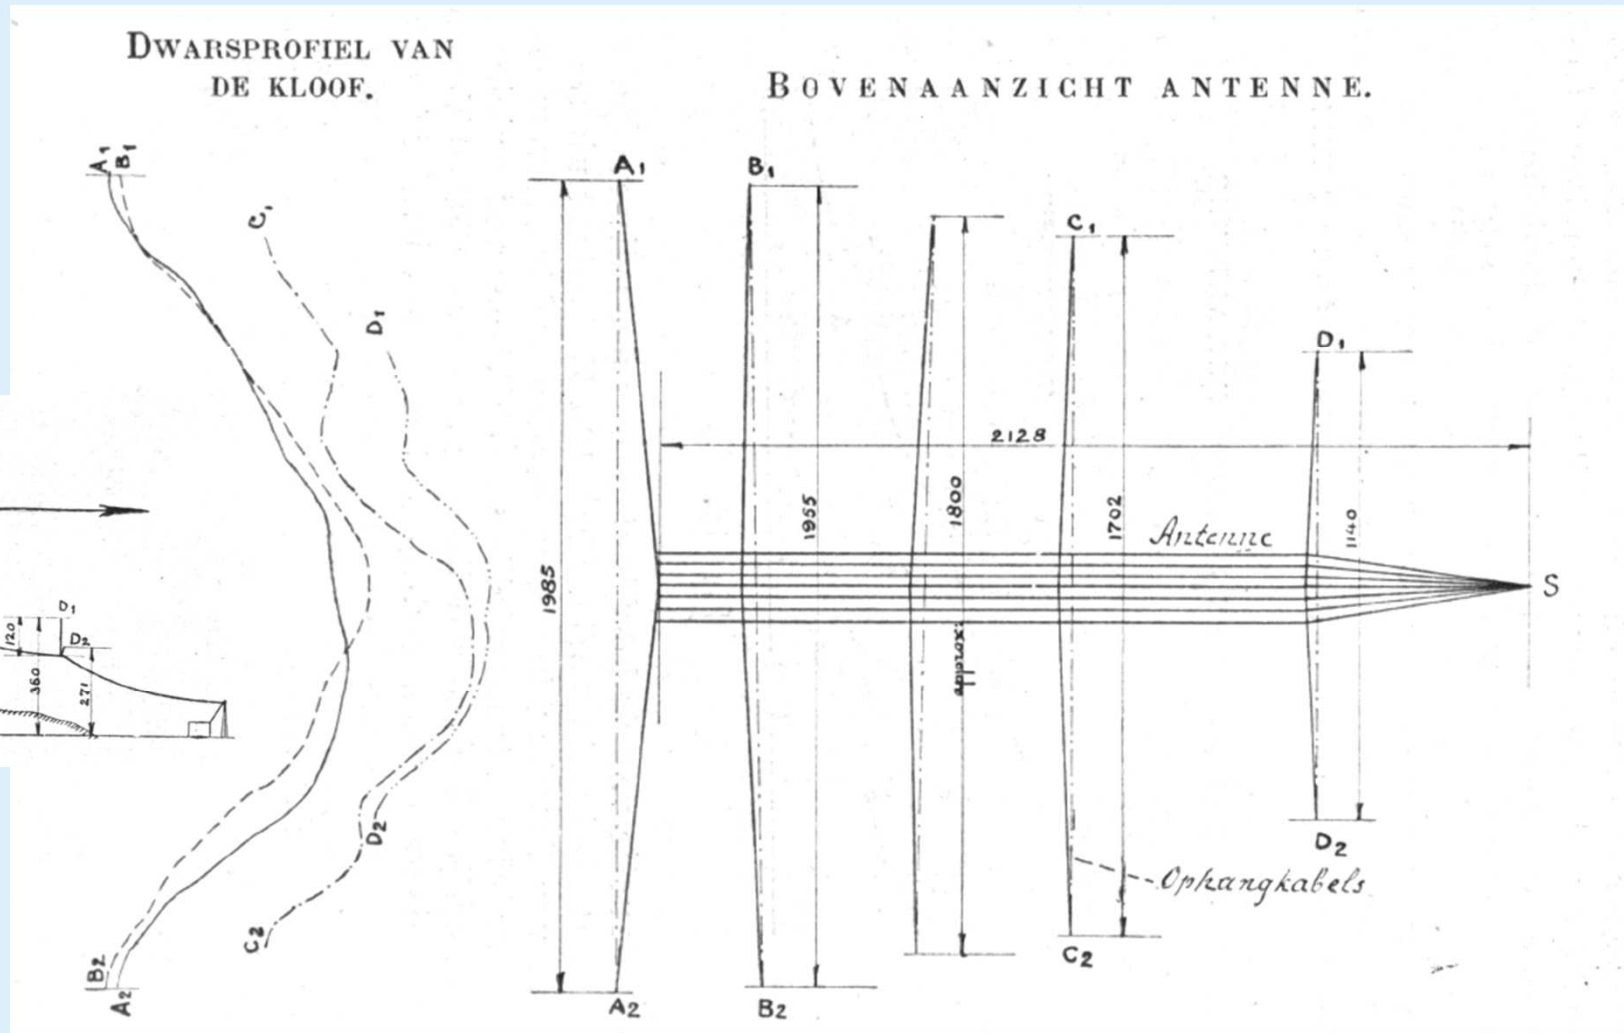 DWARSPROFIEL VAN
DE KLOOF.
BOVENAANZICHT ANTENNE.
A1
B1
C1
D1
D2
C2
B2
A2
D1
D2
120
360
271
A1
B1
C1
D1
2128
1985
1955
1800
approx:
1702
1140
Antenne
S
D2
Ophangkabels
C2
A2
B2